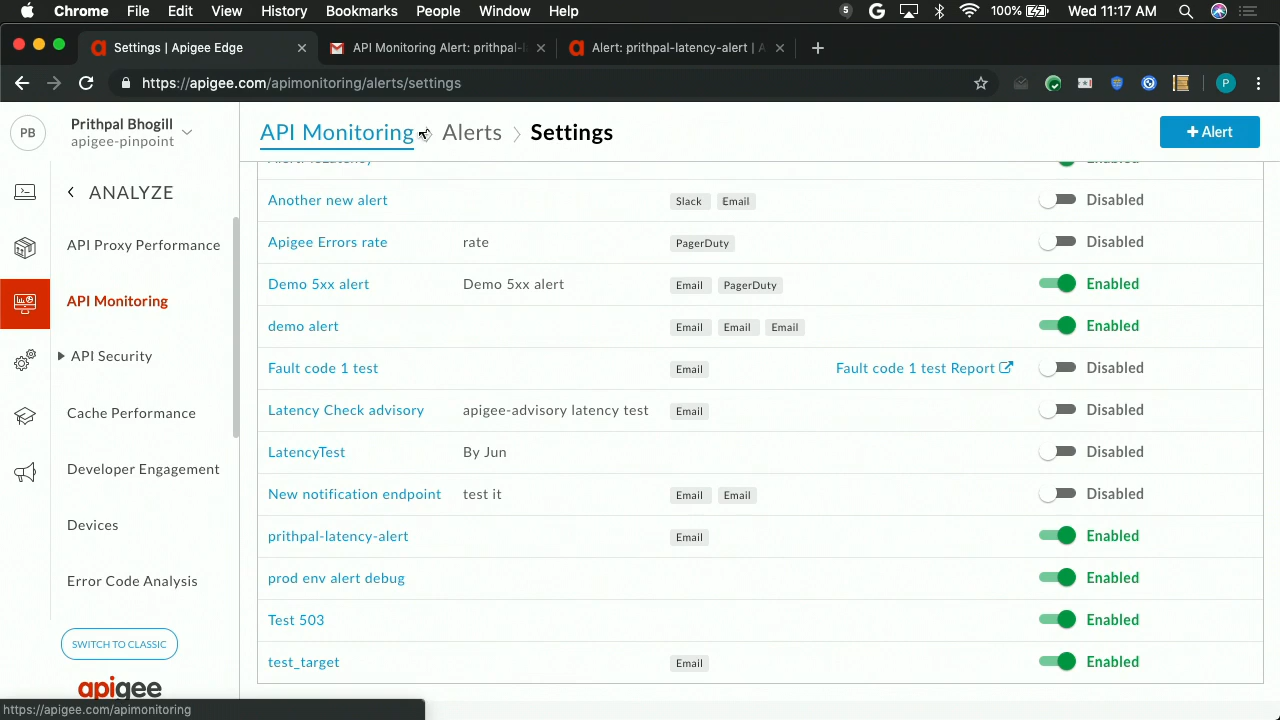 Chrome File Edit View History Bookmarks People Window Help
100% Wed 11:17 AM
Settings | Apigee Edge
API Monitoring Alert: prithpal-l
Alert: prithpal-latency-alert | A
https://apigee.com/apimonitoring/alerts/settings
P
PB
Prithpal Bhogill
apigee-pinpoint
API Monitoring Alerts Settings
+ Alert
ANALYZE
API Proxy Performance
API Monitoring
API Security
Cache Performance
Developer Engagement
Devices
Error Code Analysis
SWITCH TO CLASSIC
apigee
https://apigee.com/apimonitoring
Enabled
Another new alert Slack Email Disabled
Apigee Errors rate rate PagerDuty Disabled
Demo 5xx alert Demo 5xx alert Email PagerDuty Enabled
demo alert Email Email Email Enabled
Fault code 1 test Email Fault code 1 test Report Disabled
Latency Check advisory apigee-advisory latency test Email Disabled
LatencyTest By Jun Disabled
New notification endpoint test it Email Email Disabled
prithpal-latency-alert Email Enabled
prod env alert debug Enabled
Test 503 Enabled
test_target Email Enabled